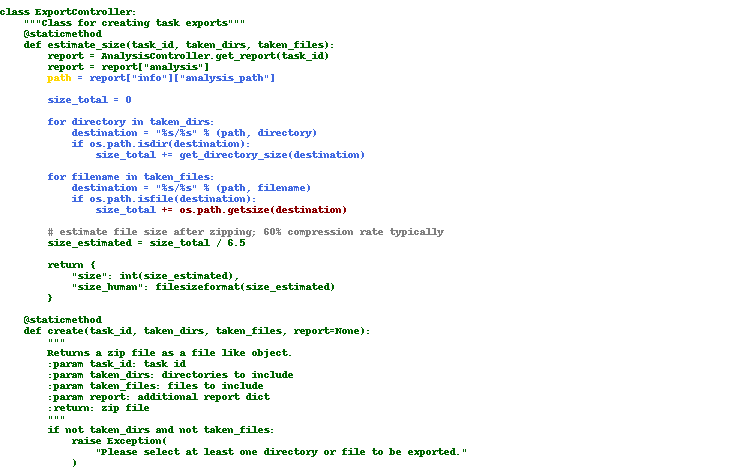 class ExportController:
    """Class for creating task exports"""
    @staticmethod
    def estimate_size(task_id, taken_dirs, taken_files):
        report = AnalysisController.get_report(task_id)
        report = report["analysis"]
        path = report["info"]["analysis_path"]

        size_total = 0

        for directory in taken_dirs:
            destination = "%s/%s" % (path, directory)
            if os.path.isdir(destination):
                size_total += get_directory_size(destination)

        for filename in taken_files:
            destination = "%s/%s" % (path, filename)
            if os.path.isfile(destination):
                size_total += os.path.getsize(destination)

        # estimate file size after zipping; 60% compression rate typically
        size_estimated = size_total / 6.5

        return {
            "size": int(size_estimated),
            "size_human": filesizeformat(size_estimated)
        }

    @staticmethod
    def create(task_id, taken_dirs, taken_files, report=None):
        """
        Returns a zip file as a file like object.
        :param task_id: task id
        :param taken_dirs: directories to include
        :param taken_files: files to include
        :param report: additional report dict
        :return: zip file
        """
        if not taken_dirs and not taken_files:
            raise Exception(
                "Please select at least one directory or file to be exported."
            )